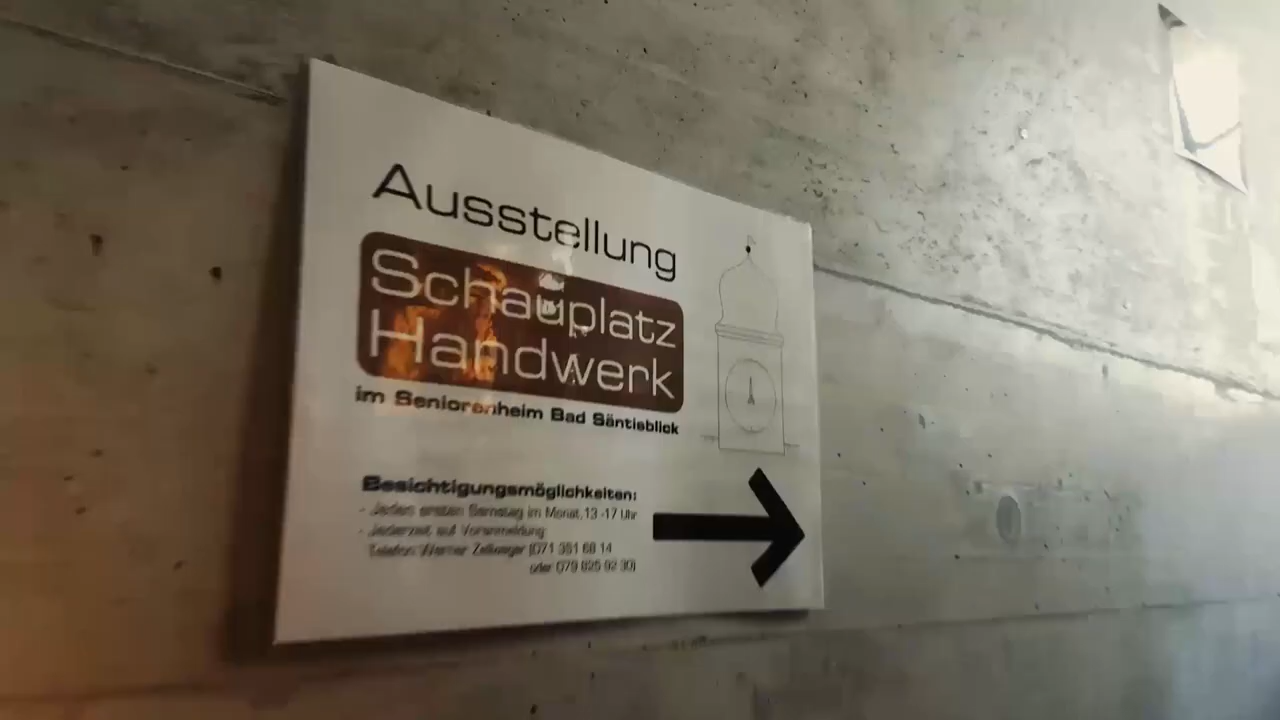 Ausstellung
Schauplatz
Handwerk
im Seniorenheim Bad Säntisblick
Besichtigungsmöglichkeiten:
- Jeden ersten Samstag im Monat, 13 -17 Uhr
- Jederzeit auf Voranmeldung
Telefon Werner Zellweger (071 351 68 14
oder 079 825 92 30)